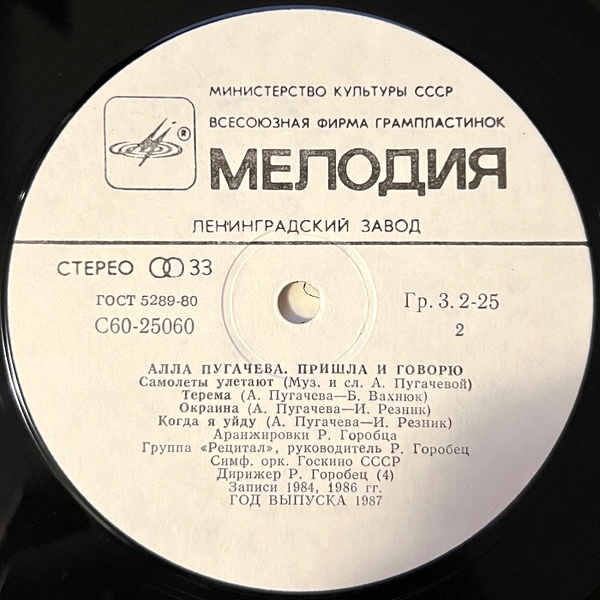 МИНИСТЕРСТВО КУЛЬТУРЫ СССР
ВСЕСОЮЗНАЯ ФИРМА ГРАМПЛАСТИНОК
®
МЕЛОДИЯ
ЛЕНИНГРАДСКИЙ ЗАВОД
СТЕРЕО 33
ГОСТ 5289-80
Гр. 3. 2-25
С60-25060
2
АЛЛА ПУГАЧЕВА. ПРИШЛА И ГОВОРЮ
Самолеты улетают (Муз. и сл. А. Пугачевой)
Терема (А. Пугачева—Б. Вахнюк)
Окраина (А. Пугачева—И. Резник)
Когда я уйду (А. Пугачева—И. Резник)
Аранжировки Р. Горобца
Группа «Рецитал», руководитель Р. Горобец
Симф. орк. Госкино СССР
Дирижер Р. Горобец (4)
Записи 1984, 1986 гг.
ГОД ВЫПУСКА 1987